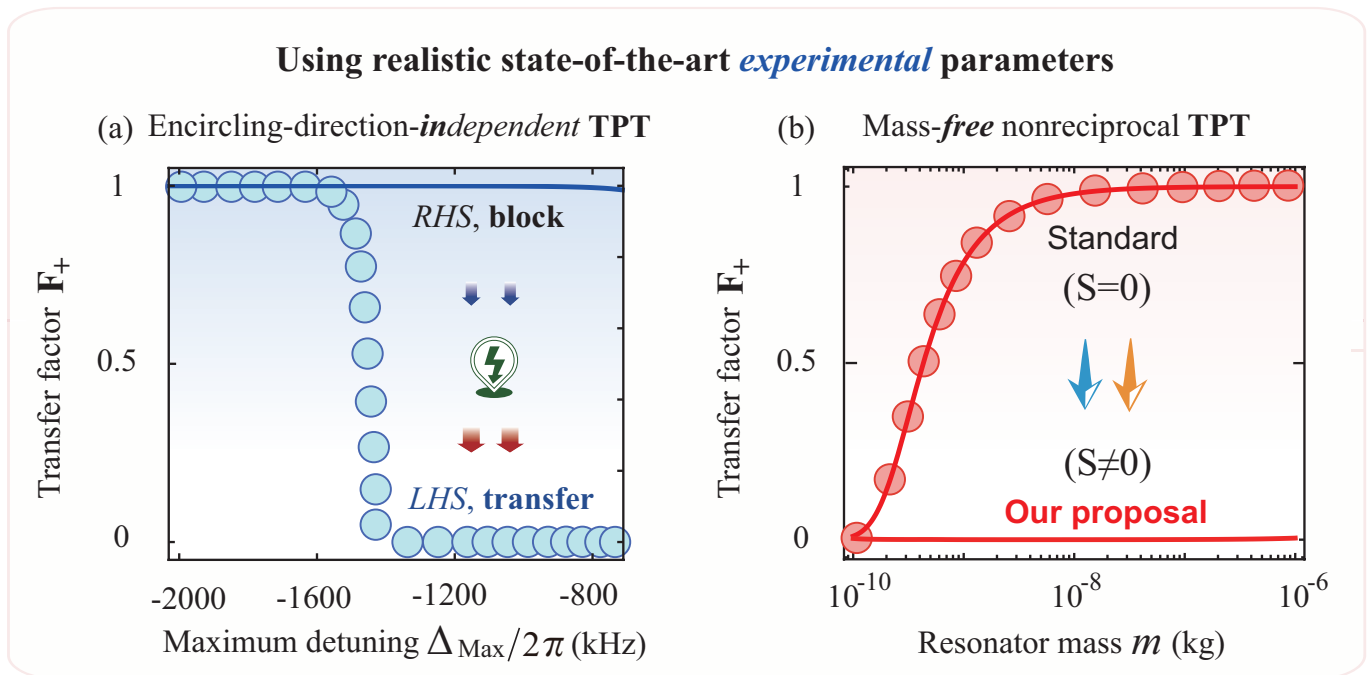 Using realistic state-of-the-art experimental parameters
(a) Encircling-direction-independent TPT
Transfer factor F₊
1
0.5
0
RHS, block
LHS, transfer
-2000 -1600 -1200 -800
Maximum detuning Δ_Max/2π (kHz)
(b) Mass-free nonreciprocal TPT
Transfer factor F₊
1
0.5
0
Standard
(S=0)
(S≠0)
Our proposal
10⁻¹⁰ 10⁻⁸ 10⁻⁶
Resonator mass m (kg)